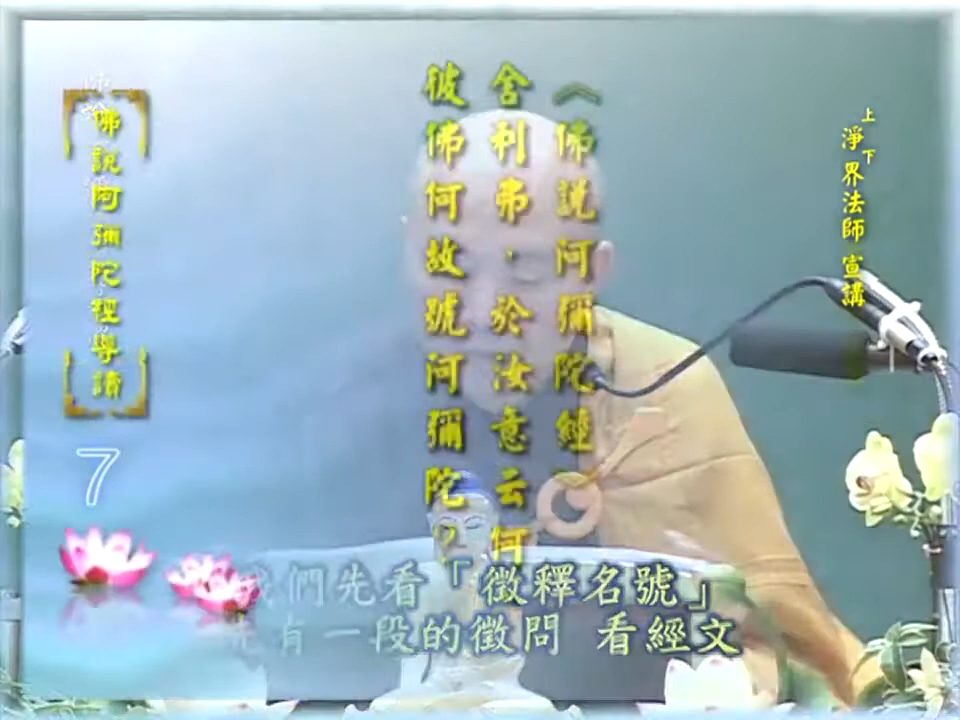 上淨下界法師 宣講
《佛說阿彌陀經》
舍利弗．於汝意云何
彼佛何故號阿彌陀？
佛說阿彌陀經導讀
7
我們先看「徵釋名號」
先有一段的徵問 看經文